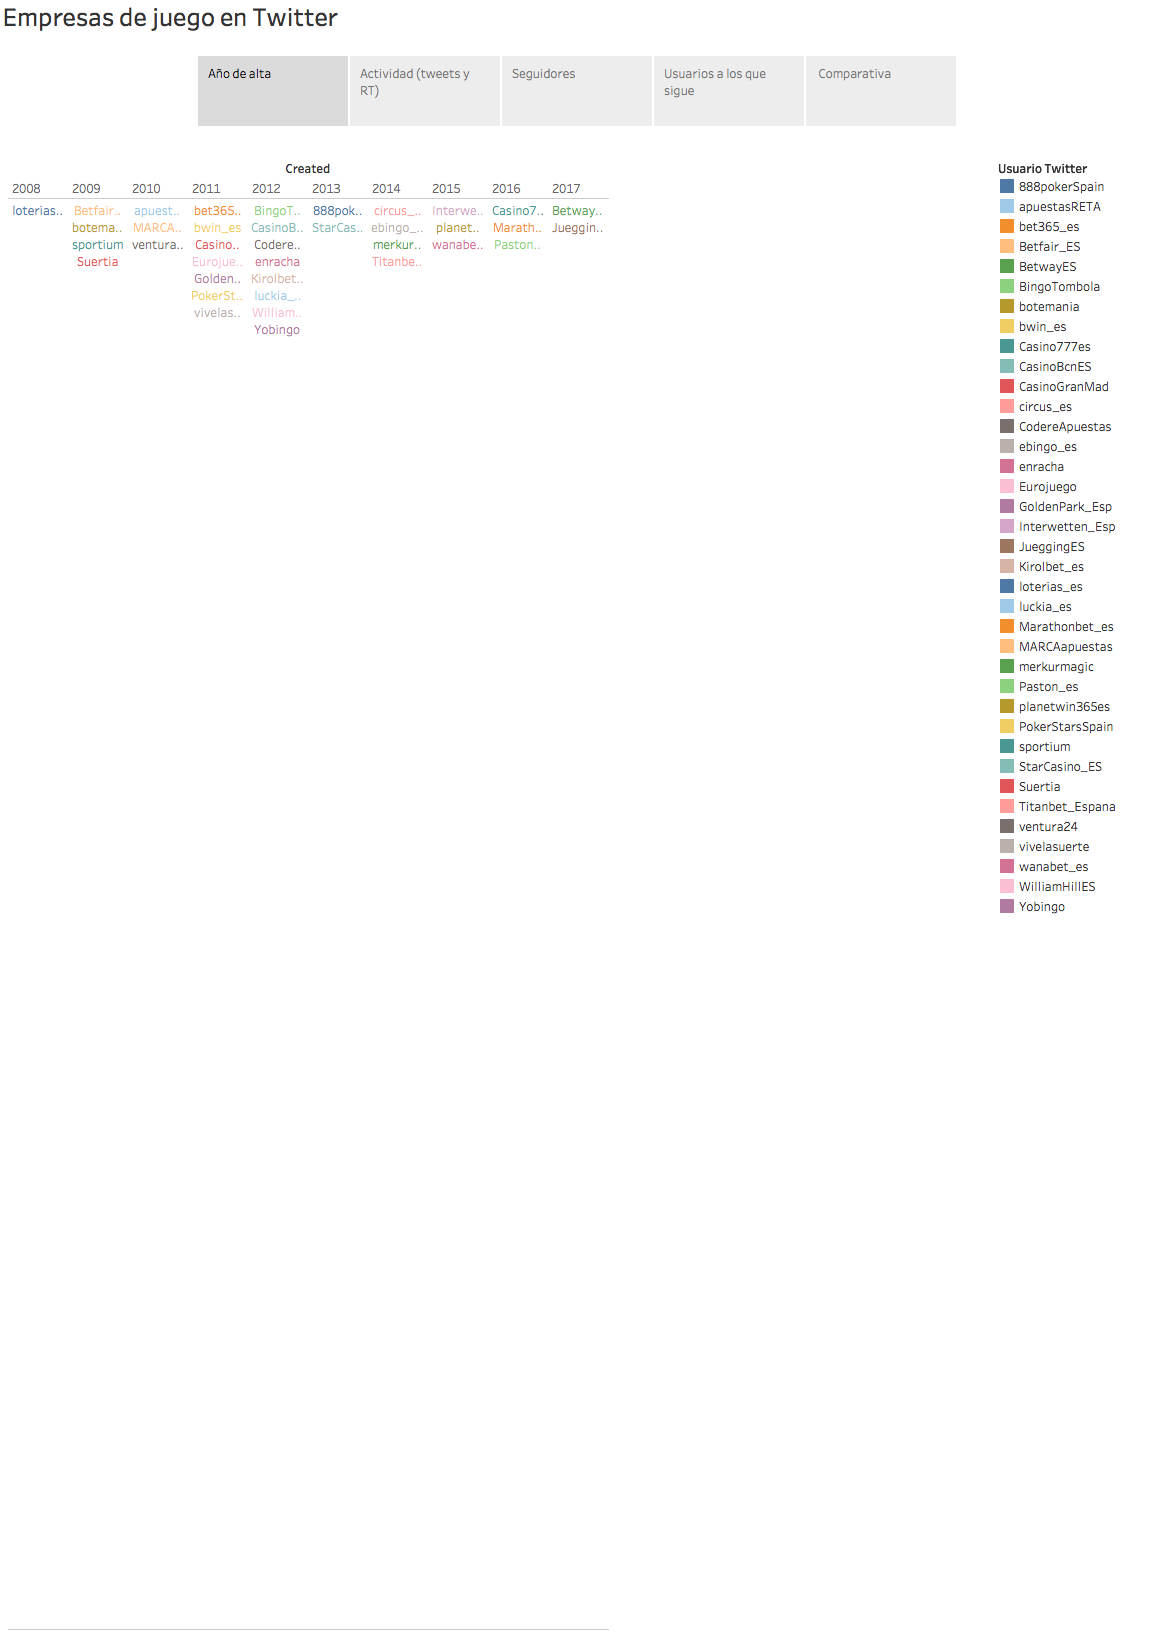 Empresas de juego en Twitter
Año de alta
Actividad (tweets y
RT)
Seguidores
Usuarios a los que
sigue
Comparativa
Created
2008 2009 2010 2011 2012 2013 2014 2015 2016 2017
loterias.. Betfair.. apuest.. bet365.. BingoT.. 888pok.. circus_.. Interwe.. Casino7.. Betway..
botema.. MARCA.. bwin_es CasinoB.. StarCas.. ebingo_.. planet.. Marath.. Jueggin..
sportium ventura.. Casino.. Codere.. merkur.. wanabe.. Paston..
Suertia Eurojue.. enracha Titanbe..
Golden.. Kirolbet..
PokerSt.. luckia_..
vivelas.. William..
Yobingo
Usuario Twitter
888pokerSpain
apuestasRETA
bet365_es
Betfair_ES
BetwayES
BingoTombola
botemania
bwin_es
Casino777es
CasinoBcnES
CasinoGranMad
circus_es
CodereApuestas
ebingo_es
enracha
Eurojuego
GoldenPark_Esp
Interwetten_Esp
JueggingES
Kirolbet_es
loterias_es
luckia_es
Marathonbet_es
MARCAapuestas
merkurmagic
Paston_es
planetwin365es
PokerStarsSpain
sportium
StarCasino_ES
Suertia
Titanbet_Espana
ventura24
vivelasuerte
wanabet_es
WilliamHillES
Yobingo